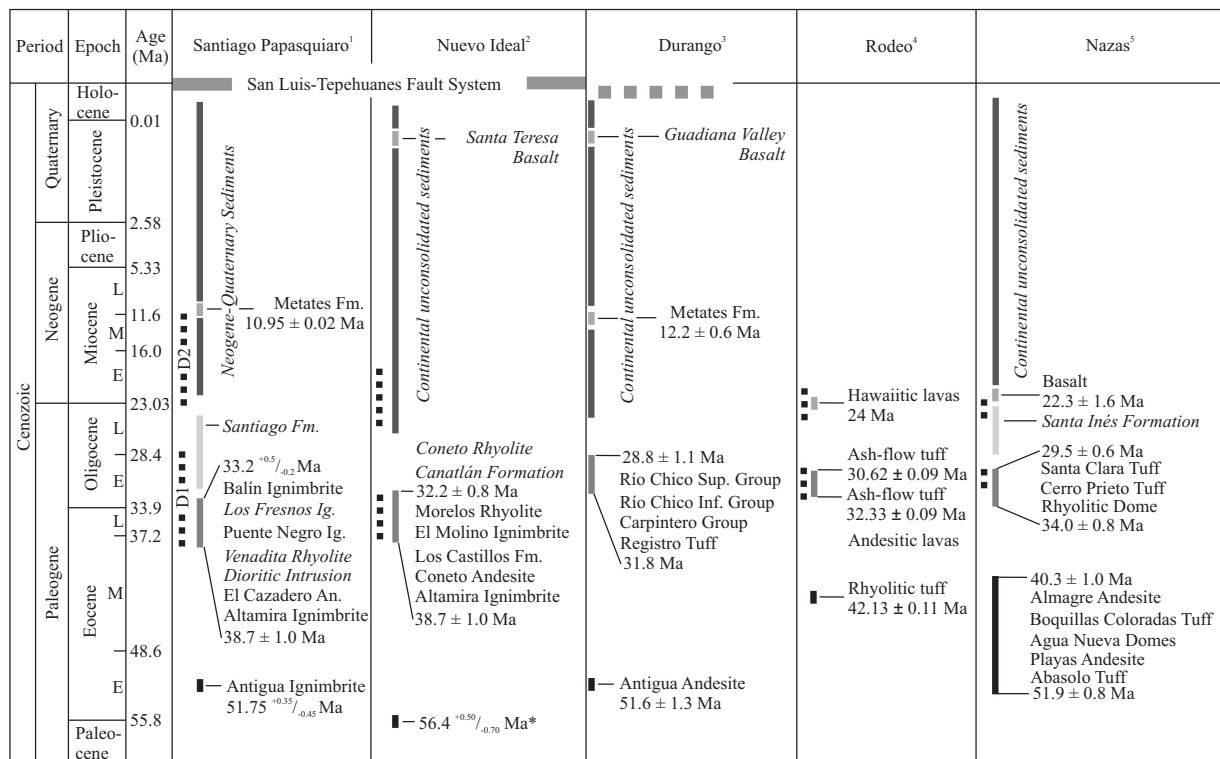 Period
Epoch
Age
(Ma)
Santiago Papasquiaro¹
Nuevo Ideal²
Durango³
Rodeo⁴
Nazas⁵
San Luis-Tepehuanes Fault System
Cenozoic
Quaternary
Neogene
Paleogene
Holo-
cene
Pleistocene
Plio-
cene
Miocene
L
M
E
Oligocene
L
E
Eocene
L
M
E
Paleo-
cene
0.01
2.58
5.33
11.6
16.0
23.03
28.4
33.9
37.2
48.6
55.8
Neogene-Quaternary Sediments
Metates Fm.
10.95 ± 0.02 Ma
D2
Santiago Fm.
D1
33.2 +0.5/-0.2 Ma
Balín Ignimbrite
Los Fresnos Ig.
Puente Negro Ig.
Venadita Rhyolite
Dioritic Intrusion
El Cazadero An.
Altamira Ignimbrite
38.7 ± 1.0 Ma
Antigua Ignimbrite
51.75 +0.35/-0.45 Ma
Santa Teresa
Basalt
Continental unconsolidated sediments
Coneto Rhyolite
Canatlán Formation
32.2 ± 0.8 Ma
Morelos Rhyolite
El Molino Ignimbrite
Los Castillos Fm.
Coneto Andesite
Altamira Ignimbrite
38.7 ± 1.0 Ma
56.4 +0.50/-0.70 Ma*
Guadiana Valley
Basalt
Continental unconsolidated sediments
Metates Fm.
12.2 ± 0.6 Ma
28.8 ± 1.1 Ma
Río Chico Sup. Group
Río Chico Inf. Group
Carpintero Group
Registro Tuff
31.8 Ma
Antigua Andesite
51.6 ± 1.3 Ma
Hawaiitic lavas
24 Ma
Ash-flow tuff
30.62 ± 0.09 Ma
Ash-flow tuff
32.33 ± 0.09 Ma
Andesitic lavas
Rhyolitic tuff
42.13 ± 0.11 Ma
Continental unconsolidated sediments
Basalt
22.3 ± 1.6 Ma
Santa Inés Formation
29.5 ± 0.6 Ma
Santa Clara Tuff
Cerro Prieto Tuff
Rhyolitic Dome
34.0 ± 0.8 Ma
40.3 ± 1.0 Ma
Almagre Andesite
Boquillas Coloradas Tuff
Agua Nueva Domes
Playas Andesite
Abasolo Tuff
51.9 ± 0.8 Ma